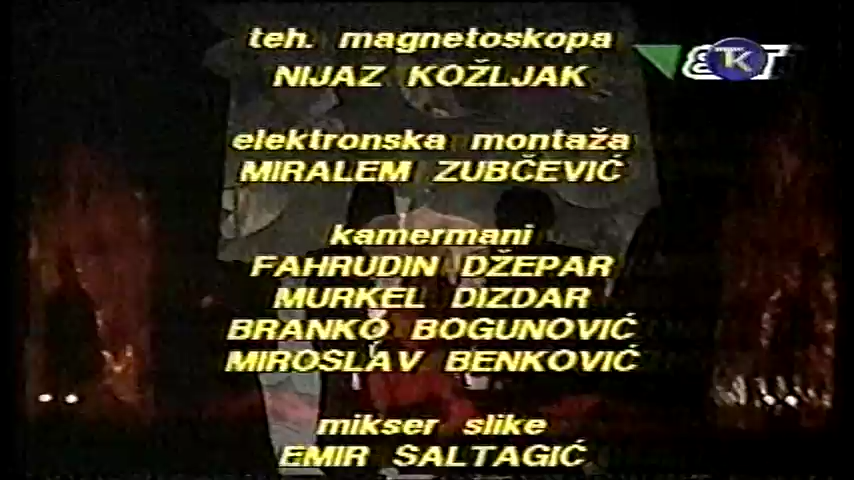 teh. magnetoskopa
NIJAZ KOŽLJAK
elektronska montaža
MIRALEM ZUBČEVIĆ
kamermani
FAHRUDIN DŽEPAR
MURKEL DIZDAR
BRANKO BOGUNOVIĆ
MIROSLAV BENKOVIĆ
mikser slike
EMIR SALTAGIĆ